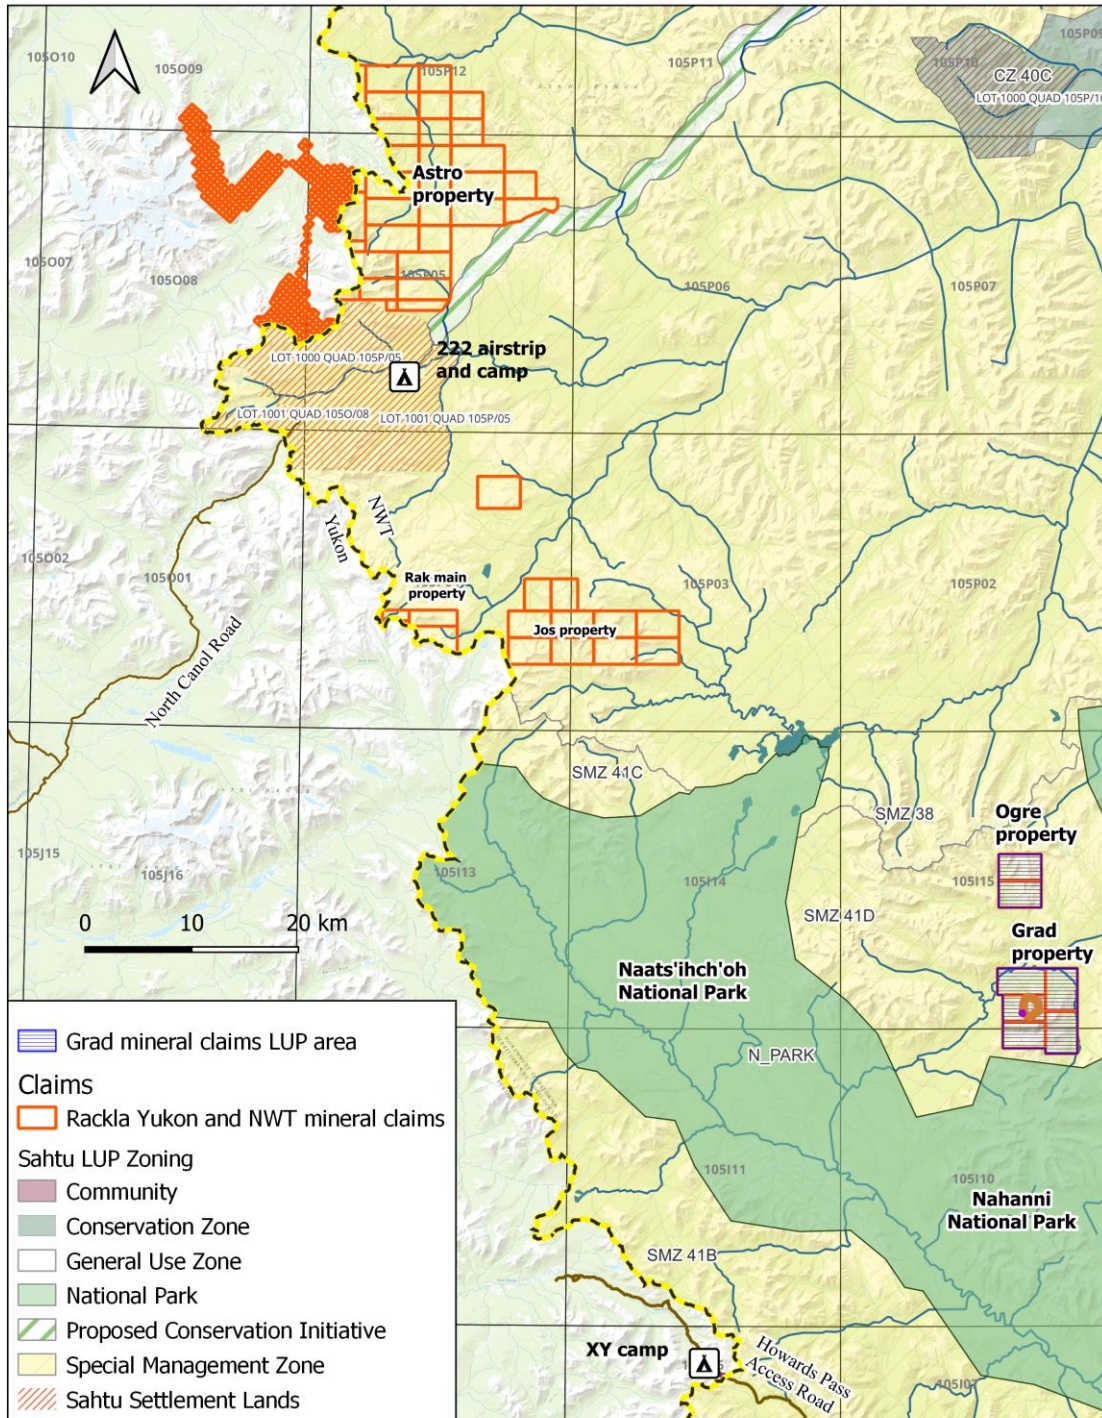 105O10
105O09
105P12
105P11
105P10
105P09
CZ 40C
LOT 1000 QUAD 105P/10
Astro
property
105O07
105O08
105P05
105P06
105P07
222 airstrip
and camp
LOT 1000 QUAD 105P/05
LOT 1001 QUAD 105O/08
LOT 1001 QUAD 105P/05
NWT
Yukon
105O02
105O01
Rak main
property
105P03
105P02
Jos property
North Canol Road
SMZ 41C
SMZ 38
Ogre
property
105J15
105J16
105I13
105I14
105I15
SMZ 41D
0 10 20 km
Grad
property
Naats'ihch'oh
National Park
N_PARK
105I11
105I10
Nahanni
National Park
SMZ 41B
XY camp
Howards Pass
Access Road
105I07
Grad mineral claims LUP area
Claims
Rackla Yukon and NWT mineral claims
Sahtu LUP Zoning
Community
Conservation Zone
General Use Zone
National Park
Proposed Conservation Initiative
Special Management Zone
Sahtu Settlement Lands